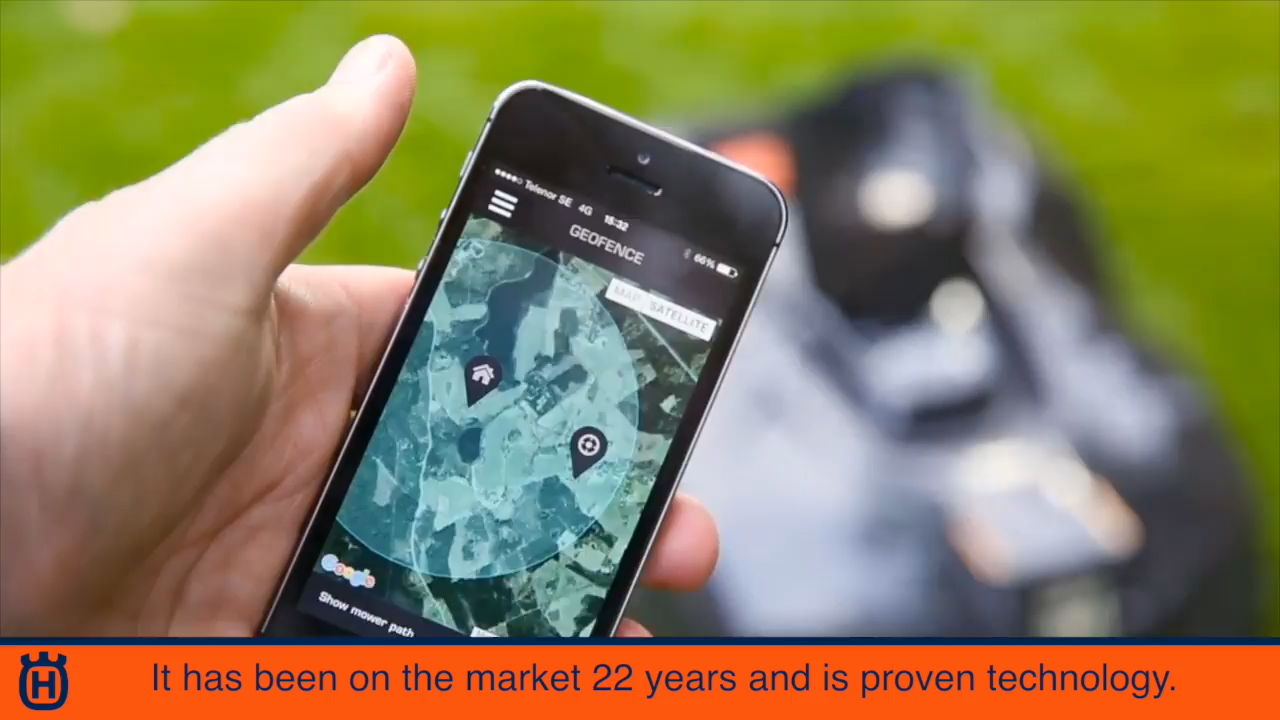 Telenor SE 4G 15:32
66%
GEOFENCE
MAP SATELLITE
Google
Show mower path
H
It has been on the market 22 years and is proven technology.